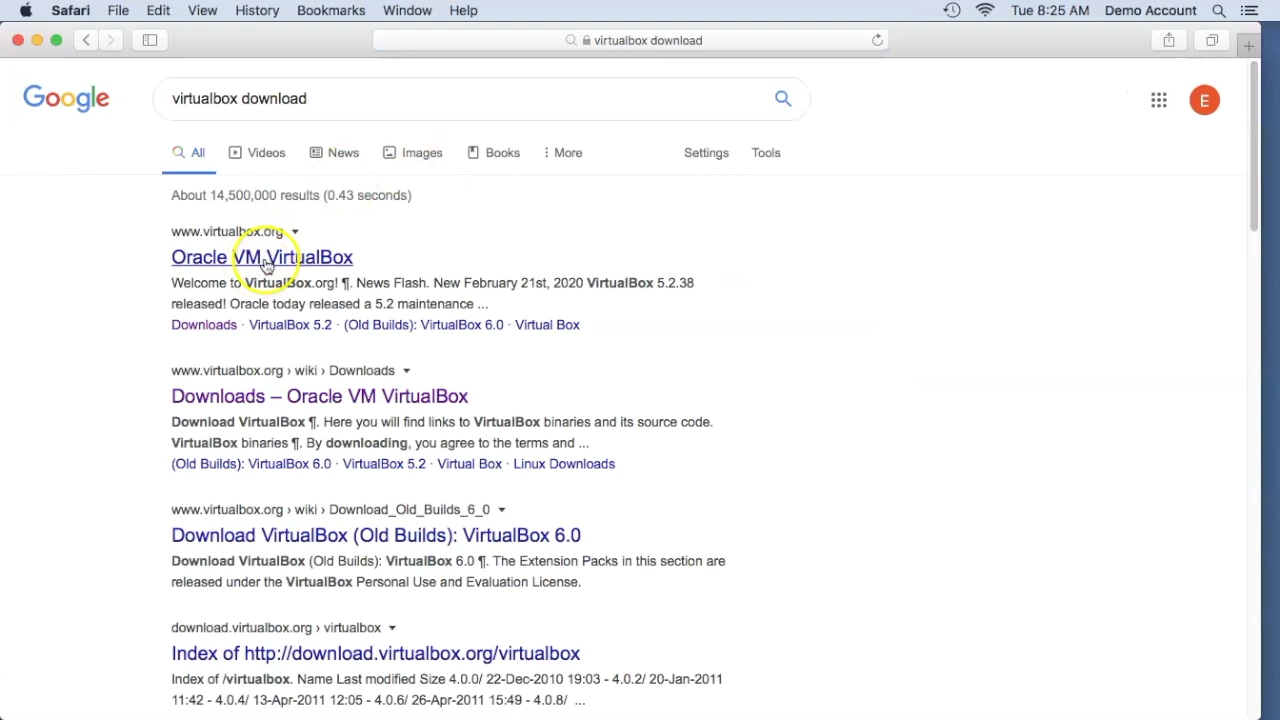 Safari File Edit View History Bookmarks Window Help Tue 8:25 AM Demo Account
virtualbox download
Google virtualbox download E
All Videos News Images Books More Settings Tools
About 14,500,000 results (0.43 seconds)
www.virtualbox.org
Oracle VM VirtualBox
Welcome to VirtualBox.org! ¶. News Flash. New February 21st, 2020 VirtualBox 5.2.38
released! Oracle today released a 5.2 maintenance ...
Downloads · VirtualBox 5.2 · (Old Builds): VirtualBox 6.0 · Virtual Box
www.virtualbox.org › wiki › Downloads
Downloads – Oracle VM VirtualBox
Download VirtualBox ¶. Here you will find links to VirtualBox binaries and its source code.
VirtualBox binaries ¶. By downloading, you agree to the terms and ...
(Old Builds): VirtualBox 6.0 · VirtualBox 5.2 · Virtual Box · Linux Downloads
www.virtualbox.org › wiki › Download_Old_Builds_6_0
Download VirtualBox (Old Builds): VirtualBox 6.0
Download VirtualBox (Old Builds): VirtualBox 6.0 ¶. The Extension Packs in this section are
released under the VirtualBox Personal Use and Evaluation License.
download.virtualbox.org › virtualbox
Index of http://download.virtualbox.org/virtualbox
Index of /virtualbox. Name Last modified Size 4.0.0/ 22-Dec-2010 19:03 - 4.0.2/ 20-Jan-2011
11:42 - 4.0.4/ 13-Apr-2011 12:05 - 4.0.6/ 26-Apr-2011 15:49 - 4.0.8/ ...